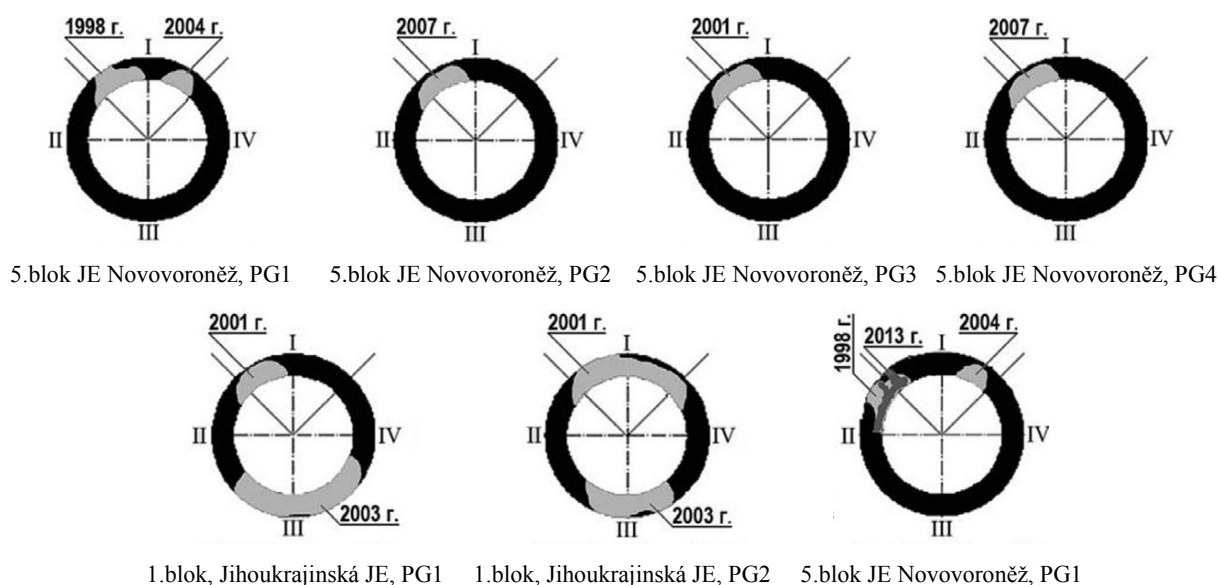 1998 г. 2004 г.
I
II IV
III
2007 г.
I
II IV
III
2001 г.
I
II IV
III
2007 г.
I
II IV
III
5.blok JE Novovoroněž, PG1 5.blok JE Novovoroněž, PG2 5.blok JE Novovoroněž, PG3 5.blok JE Novovoroněž, PG4
2001 г.
I
II IV
III
2003 г.
2001 г.
I
II IV
III
2003 г.
1998 г.
2013 г.
2004 г.
I
II IV
III
1.blok, Jihoukrajinská JE, PG1 1.blok, Jihoukrajinská JE, PG2 5.blok JE Novovoroněž, PG1